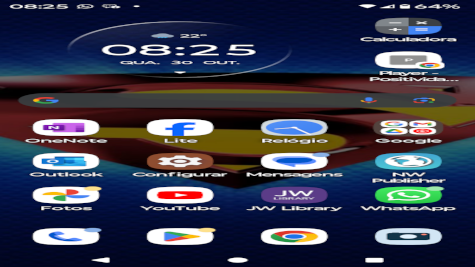 08:25
64%
22°
08:25
QUA. 30 OUT.
Calculadora
Player -
Positivida...
OneNote
Lite
Relógio
Google
Outlook
Configurar
Mensagens
NW
Publisher
JW
LIBRARY
Fotos
YouTube
JW Library
WhatsApp